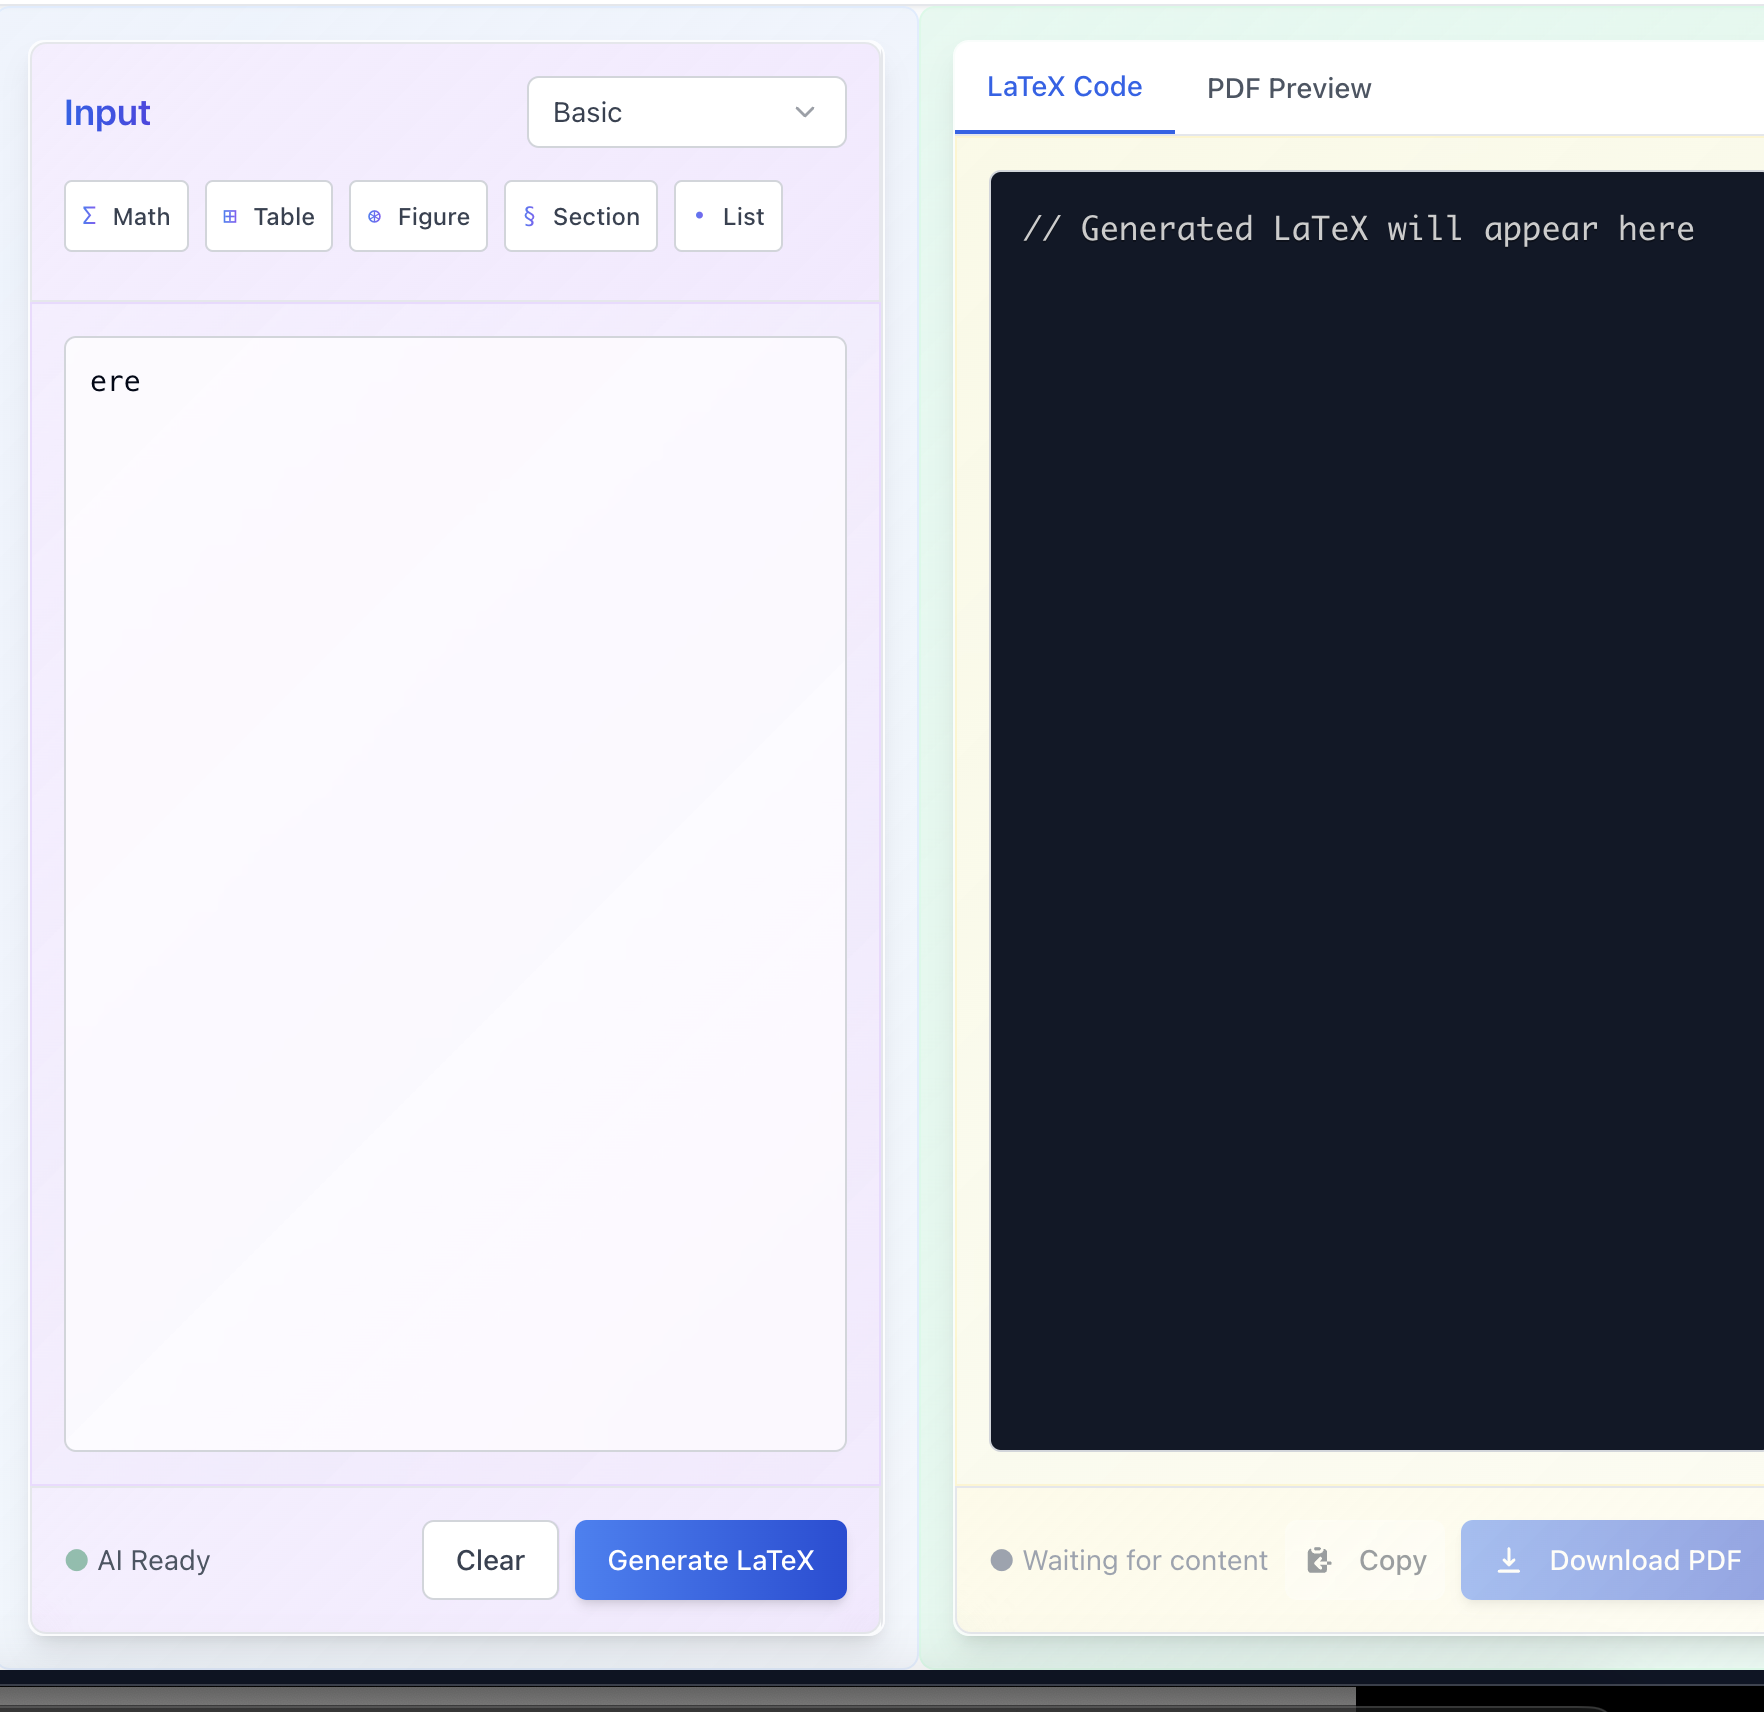 Input
Basic
Σ Math
⊞ Table
⊛ Figure
§ Section
• List
ere
AI Ready
Clear
Generate LaTeX
LaTeX Code
PDF Preview
// Generated LaTeX will appear here
Waiting for content
Copy
Download PDF